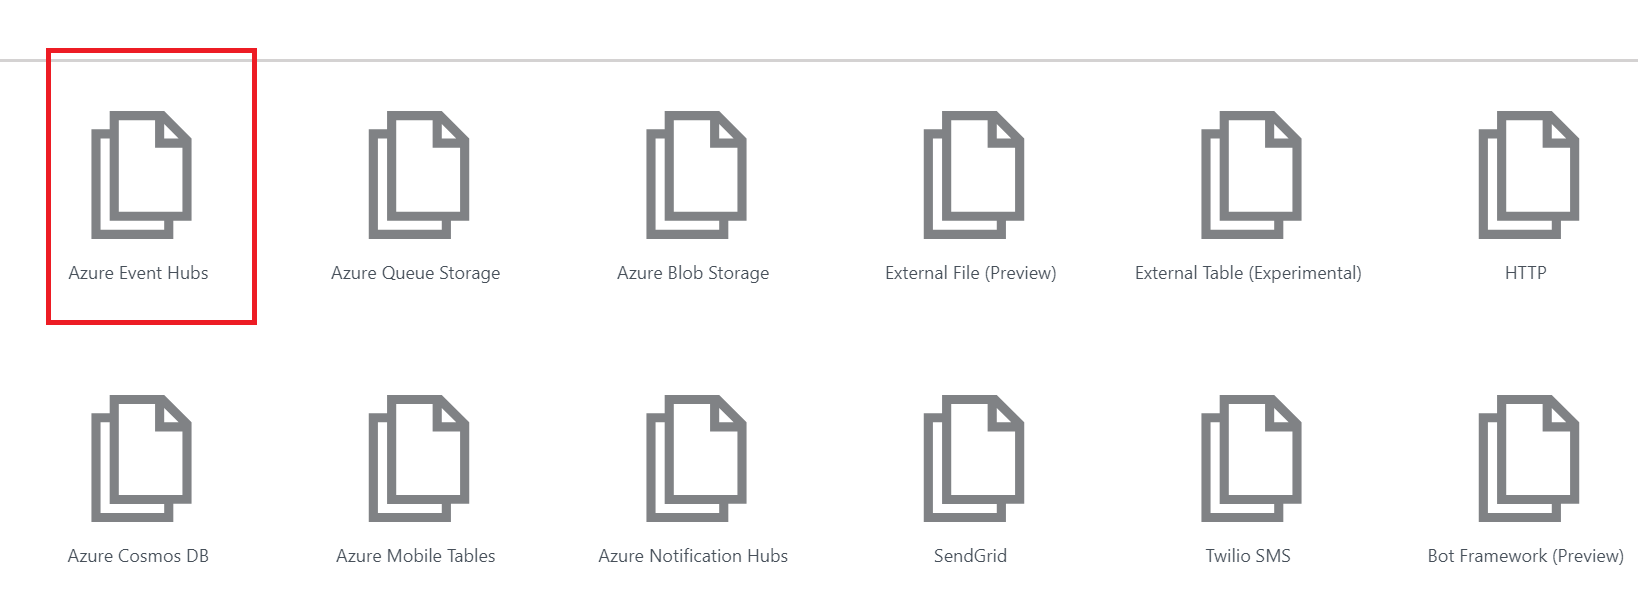 Azure Event Hubs
Azure Queue Storage
Azure Blob Storage
External File (Preview)
External Table (Experimental)
HTTP
Azure Cosmos DB
Azure Mobile Tables
Azure Notification Hubs
SendGrid
Twilio SMS
Bot Framework (Preview)